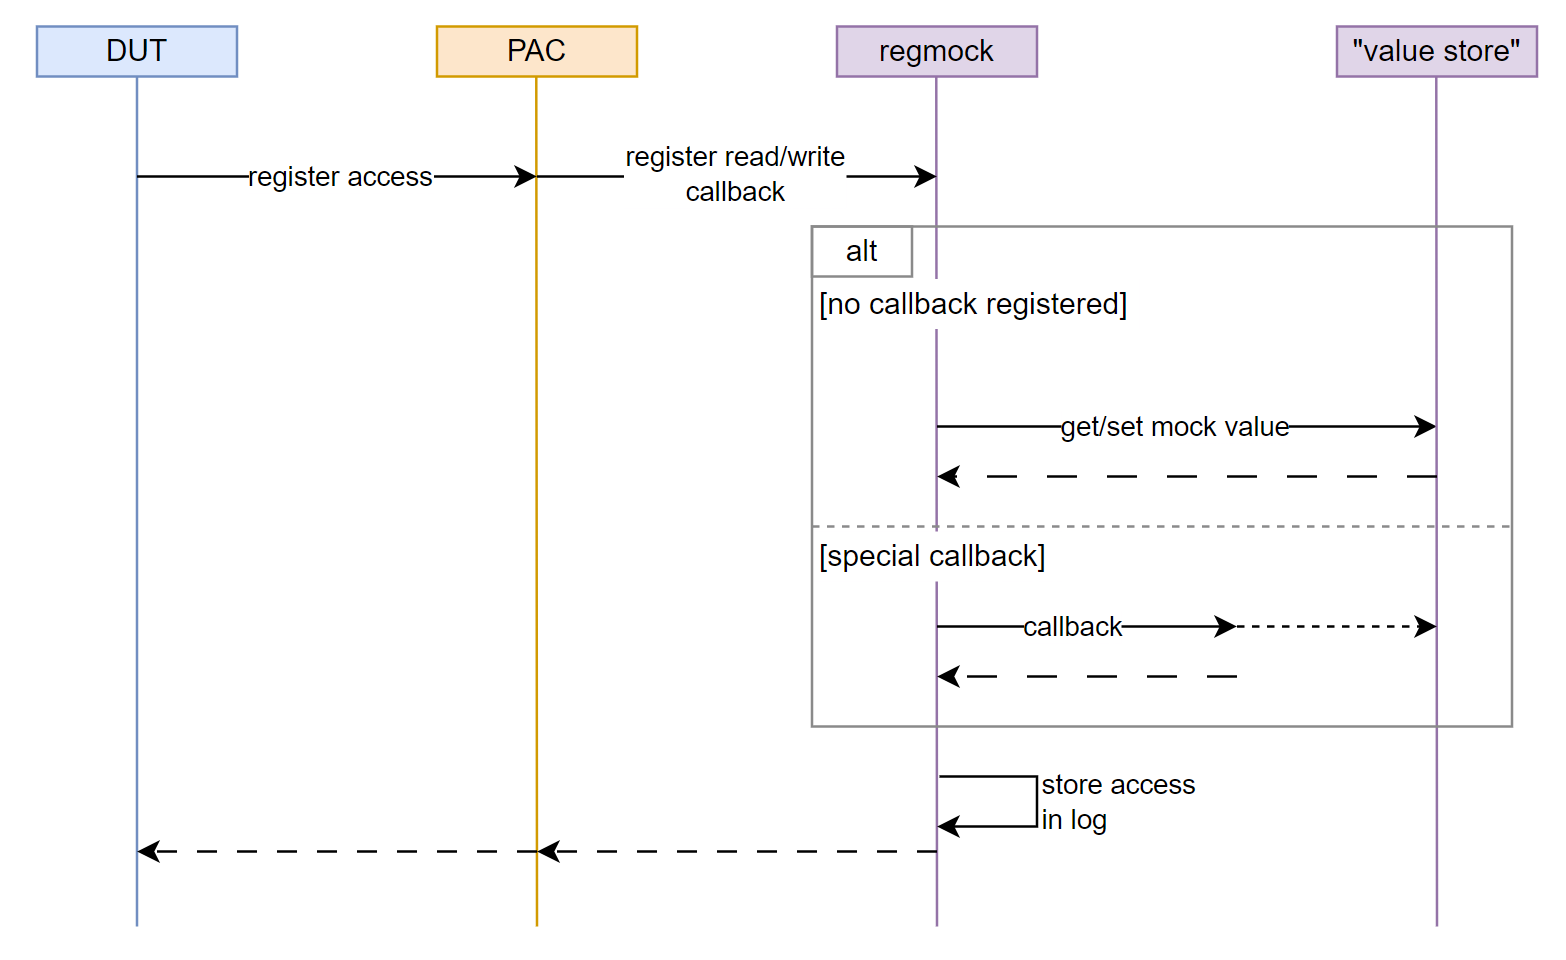 DUT
PAC
regmock
"value store"
register access
register read/write
callback
alt
[no callback registered]
get/set mock value
[special callback]
callback
store access
in log